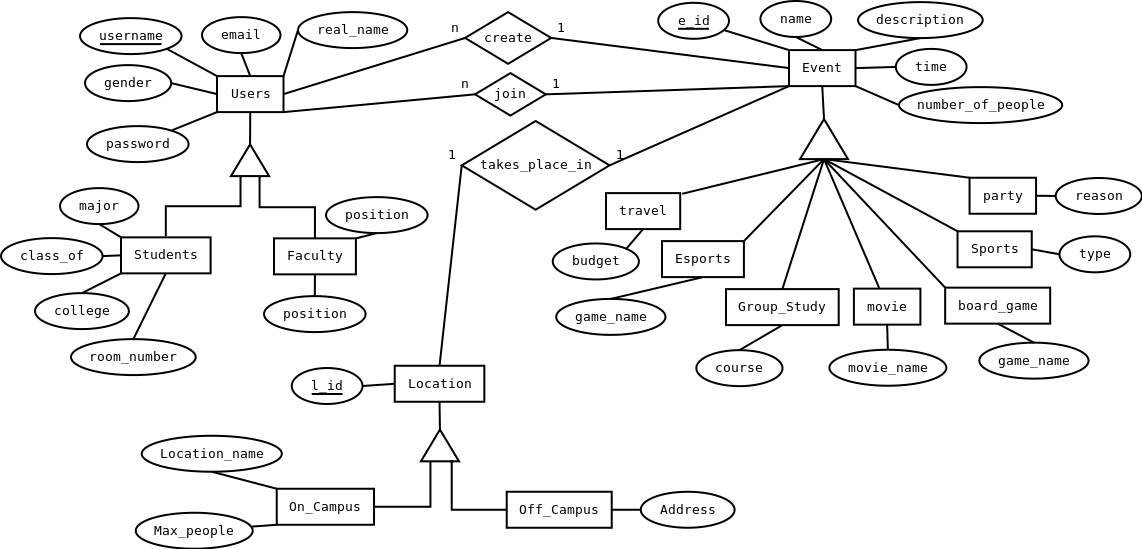 username
email
real_name
n
create
1
e_id
name
description
gender
Users
n
join
1
Event
time
number_of_people
password
1
takes_place_in
1
major
position
travel
party
reason
class_of
Students
Faculty
budget
Esports
Sports
type
college
position
game_name
Group_Study
movie
board_game
room_number
course
movie_name
game_name
l_id
Location
Location_name
On_Campus
Off_Campus
Address
Max_people